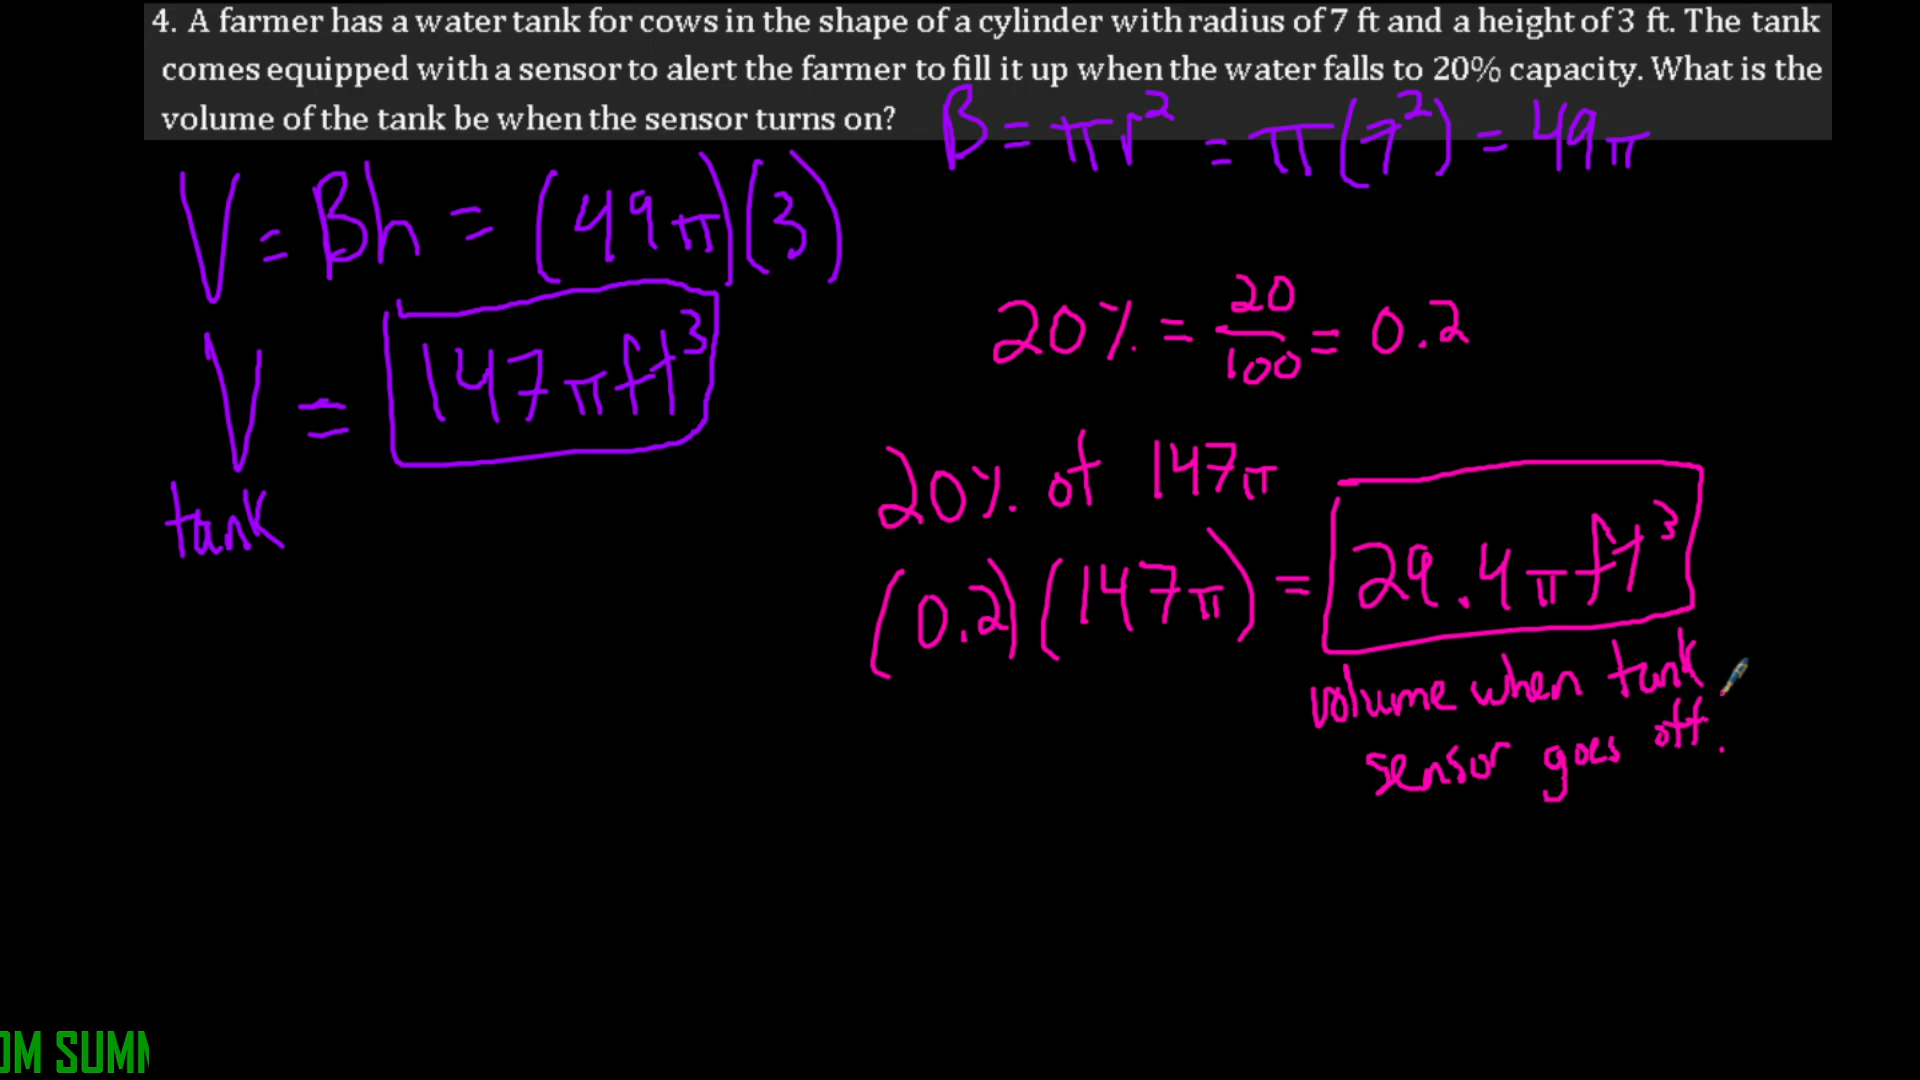 4. A farmer has a water tank for cows in the shape of a cylinder with radius of 7 ft and a height of 3 ft. The tank
comes equipped with a sensor to alert the farmer to fill it up when the water falls to 20% capacity. What is the
volume of the tank be when the sensor turns on?
B = πr² = π(7²) = 49π
V = Bh = (49π)(3)
V = 147π ft³
tank
20% = 20/100 = 0.2
20% of 147π
(0.2)(147π) = 29.4π ft³
volume when tank
sensor goes off.
OM SUMM